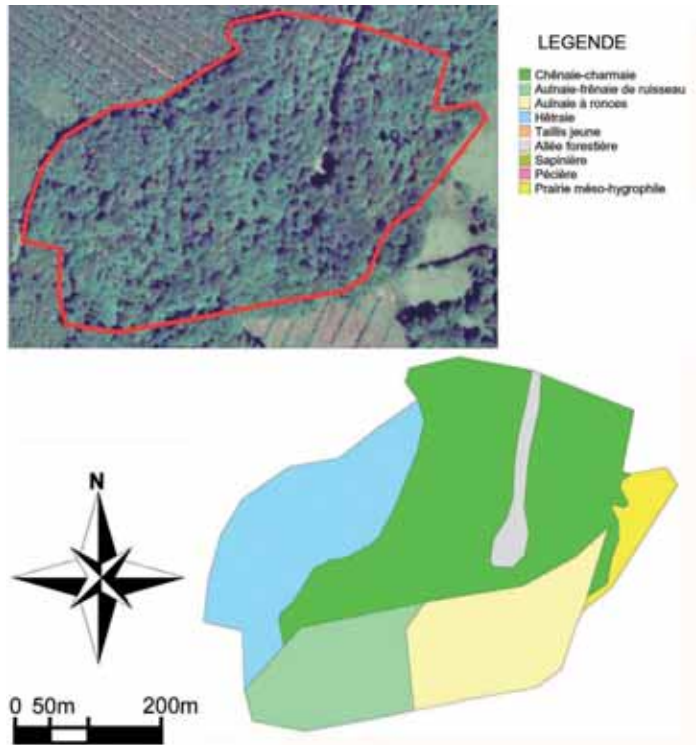 LEGENDE
Chênaie-charmaie
Aulnaie-frênaie de ruisseau
Aulnaie à ronces
Hêtraie
Taillis jeune
Allée forestière
Sapinière
Pécière
Prairie méso-hygrophile
N
0 50m 200m